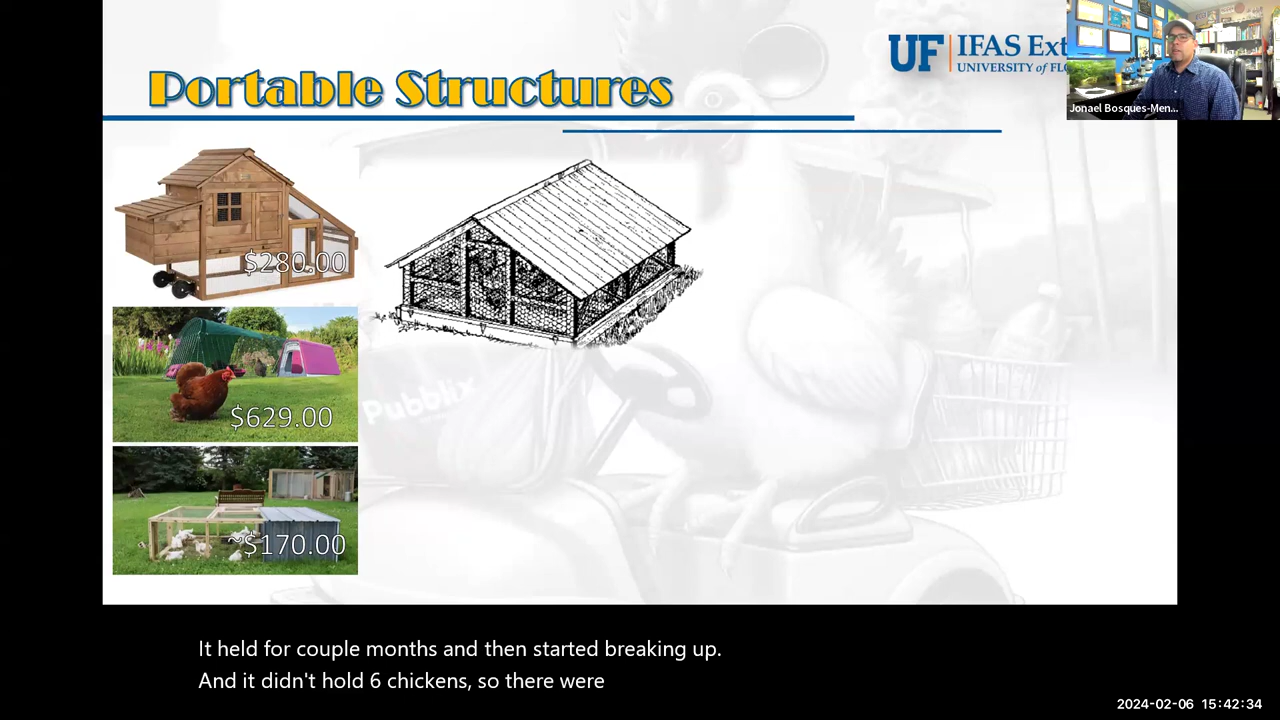 Portable Structures
UF IFAS Ext
UNIVERSITY of FLO
Jonael Bosques-Men...
$280.00
$629.00
~$170.00
Pubblix
It held for couple months and then started breaking up.
And it didn't hold 6 chickens, so there were
2024-02-06 15:42:34